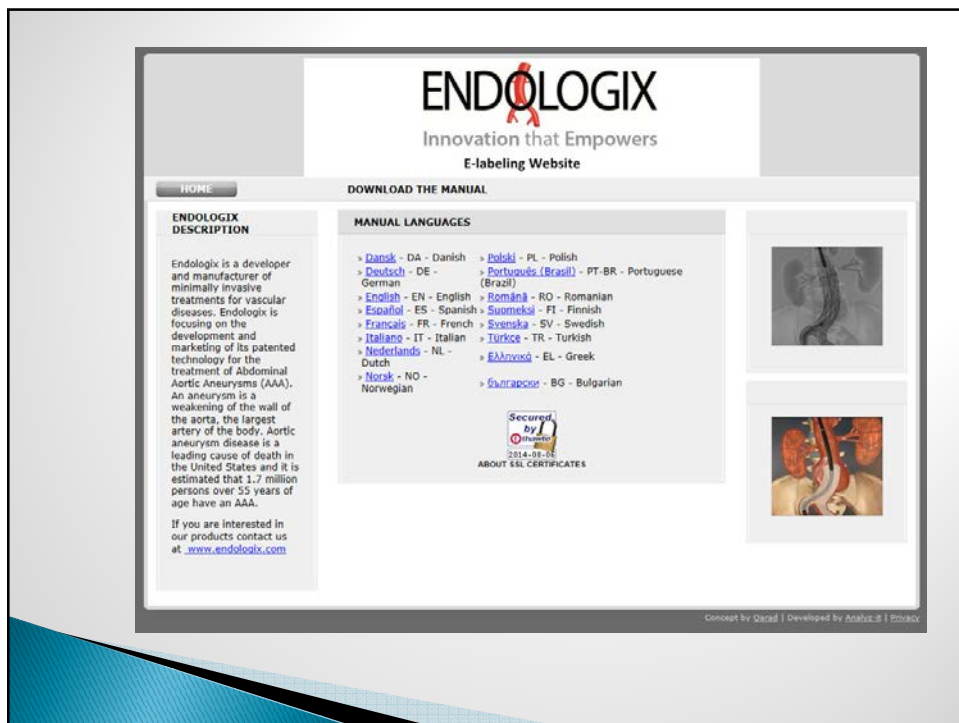 ENDOLOGIX
Innovation that Empowers
E-labeling Website
HOME
DOWNLOAD THE MANUAL
ENDOLOGIX
DESCRIPTION
Endologix is a developer
and manufacturer of
minimally invasive
treatments for vascular
diseases. Endologix is
focusing on the
development and
marketing of its patented
technology for the
treatment of Abdominal
Aortic Aneurysms (AAA).
An aneurysm is a
weakening of the wall of
the aorta, the largest
artery of the body. Aortic
aneurysm disease is a
leading cause of death in
the United States and it is
estimated that 1.7 million
persons over 55 years of
age have an AAA.
If you are interested in
our products contact us
at www.endologix.com
MANUAL LANGUAGES
» Dansk - DA - Danish
» Deutsch - DE -
German
» English - EN - English
» Español - ES - Spanish
» Français - FR - French
» Italiano - IT - Italian
» Nederlands - NL -
Dutch
» Norsk - NO -
Norwegian
» Polski - PL - Polish
» Português (Brasil) - PT-BR - Portuguese
(Brazil)
» Română - RO - Romanian
» Suomeksi - FI - Finnish
» Svenska - SV - Swedish
» Türkçe - TR - Turkish
» Ελληνικά - EL - Greek
» български - BG - Bulgarian
Secured
by
thawte
2014-08-06
ABOUT SSL CERTIFICATES
Concept by Qarad | Developed by Analyz-it | Privacy